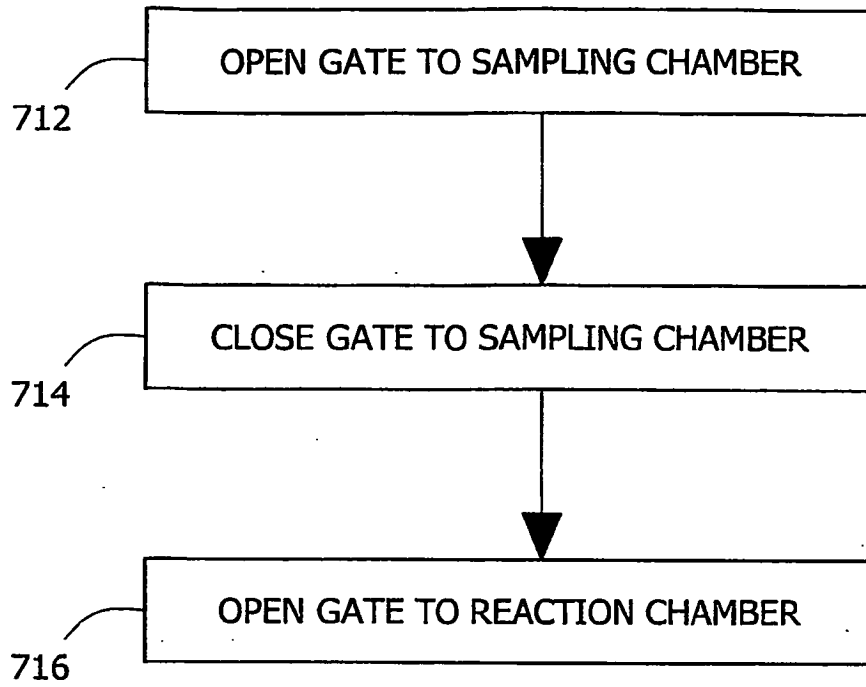 OPEN GATE TO SAMPLING CHAMBER
712
CLOSE GATE TO SAMPLING CHAMBER
714
OPEN GATE TO REACTION CHAMBER
716